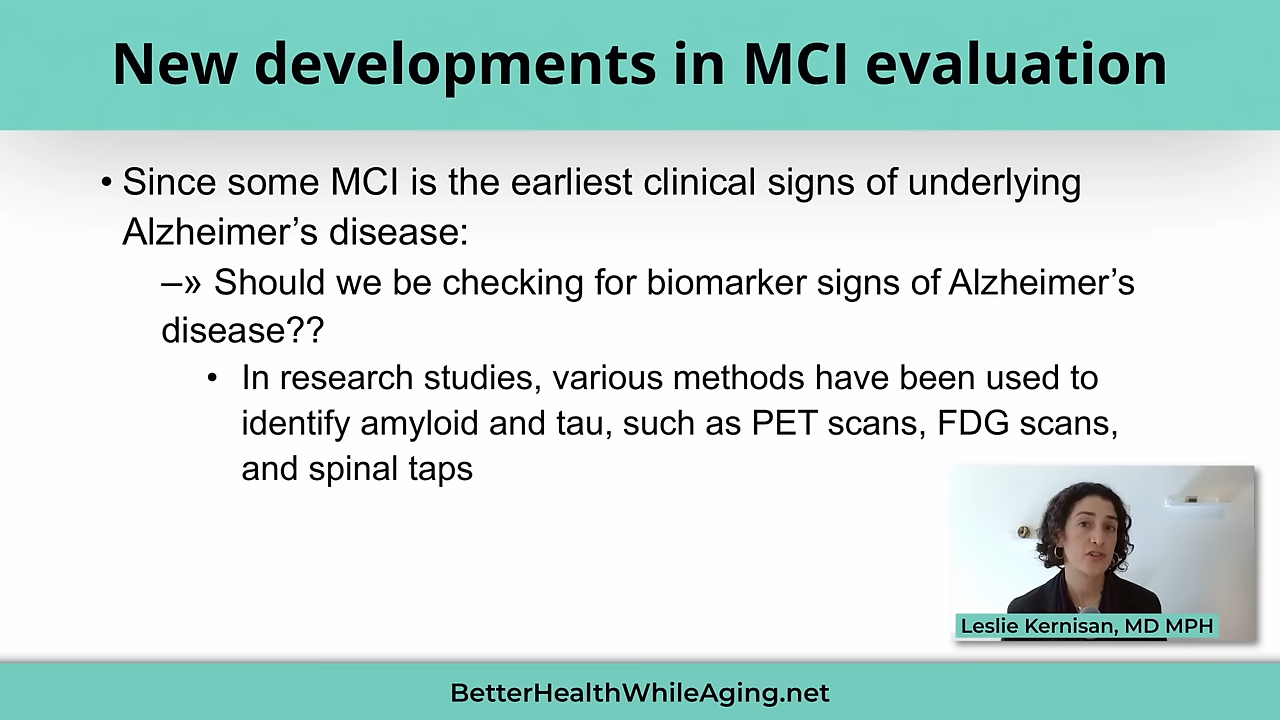 New developments in MCI evaluation
• Since some MCI is the earliest clinical signs of underlying
Alzheimer’s disease:
–» Should we be checking for biomarker signs of Alzheimer’s
disease??
• In research studies, various methods have been used to
identify amyloid and tau, such as PET scans, FDG scans,
and spinal taps
Leslie Kernisan, MD MPH
BetterHealthWhileAging.net